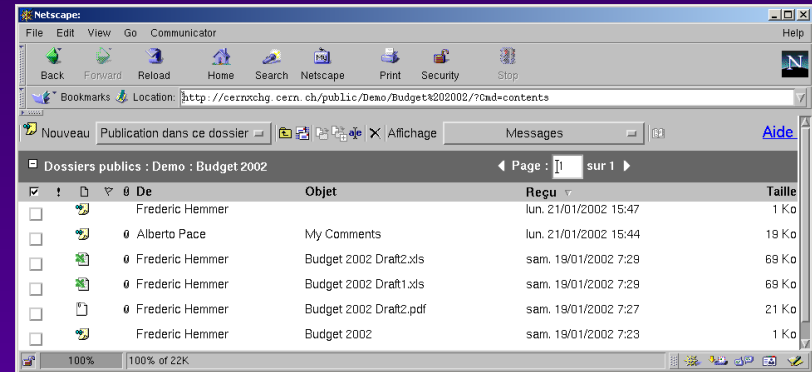 Netscape:
File Edit View Go Communicator Help
Back Forward Reload Home Search Netscape Print Security Stop
Bookmarks Location: http://cernxchg.cern.ch/public/Demo/Budget%202002/?Cmd=contents
Nouveau Publication dans ce dossier Affichage Messages Aide
Dossiers publics : Demo : Budget 2002 Page : 1 sur 1
! De Objet Reçu Taille
Frederic Hemmer lun. 21/01/2002 15:47 1 Ko
Alberto Pace My Comments lun. 21/01/2002 15:44 19 Ko
Frederic Hemmer Budget 2002 Draft2.xls sam. 19/01/2002 7:29 69 Ko
Frederic Hemmer Budget 2002 Draft1.xls sam. 19/01/2002 7:29 69 Ko
Frederic Hemmer Budget 2002 Draft2.pdf sam. 19/01/2002 7:27 21 Ko
Frederic Hemmer Budget 2002 sam. 19/01/2002 7:23 1 Ko
100% 100% of 22K